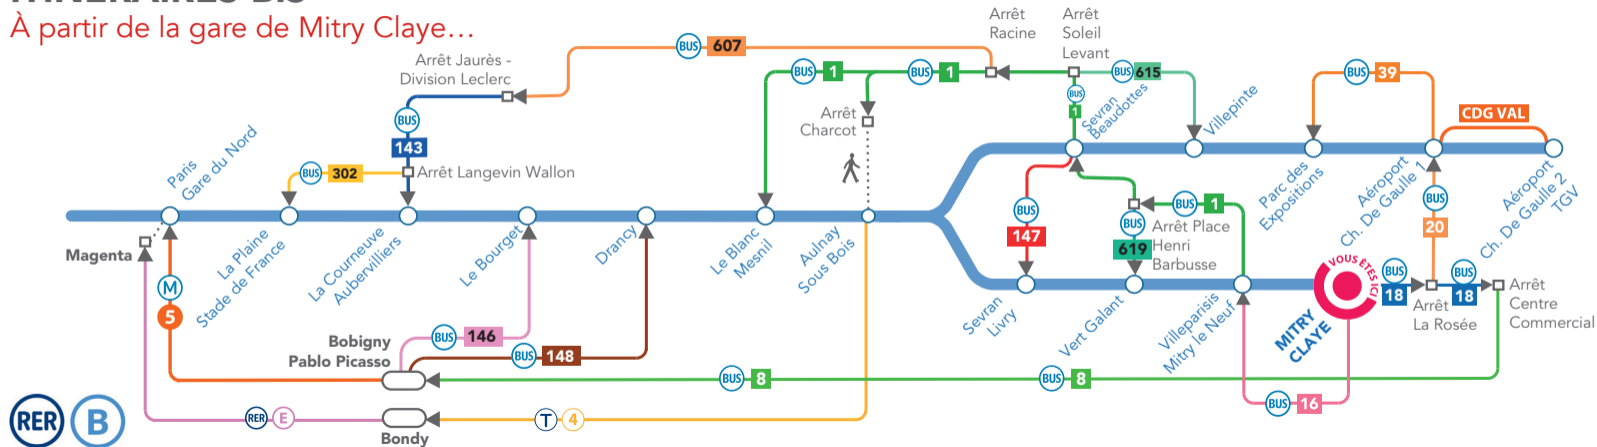 À partir de la gare de Mitry Claye...
Arrêt
Racine
Arrêt
Soleil
Levant
BUS 607
Arrêt Jaurès -
Division Leclerc
BUS 1
BUS 1
BUS 615
BUS 39
BUS
1
Sevran
Beaudottes
Villepinte
CDG VAL
Arrêt
Charcot
BUS
143
Paris
Gare du Nord
BUS 302
Arrêt Langevin Wallon
Parc des
Expositions
Aéroport
Ch. De Gaulle 1
Aéroport
Ch. De Gaulle 2
TGV
BUS
20
BUS
147
BUS 1
BUS
619
Arrêt Place
Henri
Barbusse
Magenta
La Plaine
Stade de France
La Courneuve
Aubervilliers
Le Bourget
Drancy
Le Blanc
Mesnil
Aulnay
Sous Bois
VOUS ÊTES ICI
BUS
18
BUS
18
Arrêt
La Rosée
Arrêt
Centre
Commercial
M
5
Sevran
Livry
Vert Galant
Villeparisis
Mitry le Neuf
MITRY
CLAYE
Bobigny
Pablo Picasso
BUS 146
BUS 148
BUS 8
BUS 8
BUS 16
RER B
RER E
Bondy
T 4